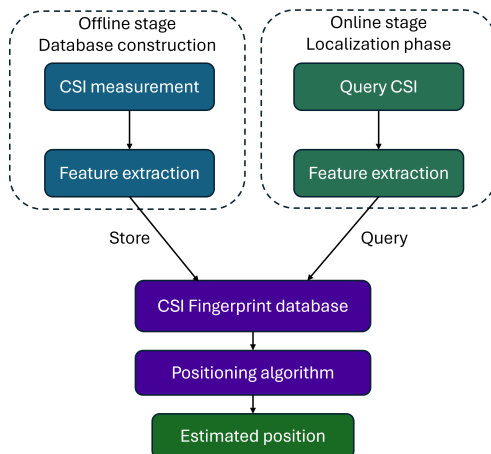 Offline stage
Database construction
CSI measurement
Feature extraction
Online stage
Localization phase
Query CSI
Feature extraction
Store
Query
CSI Fingerprint database
Positioning algorithm
Estimated position